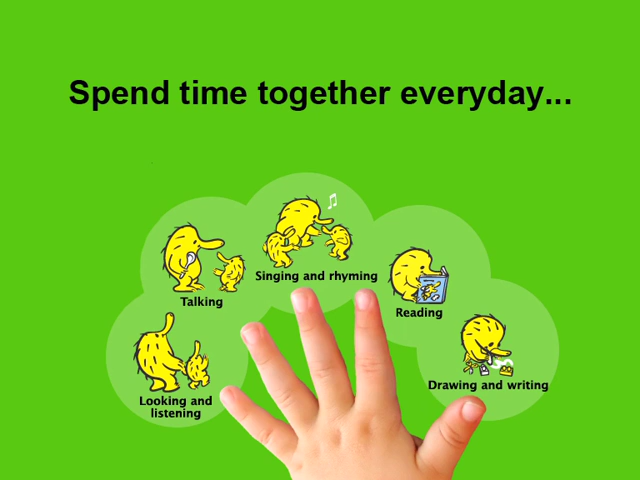 Spend time together everyday...
Singing and rhyming
Talking
Reading
Drawing and writing
Looking and
listening